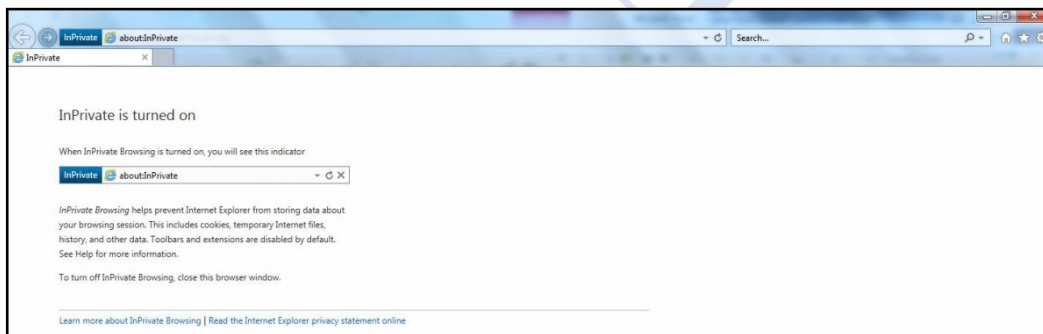 InPrivate about:InPrivate Search...
InPrivate
InPrivate is turned on
When InPrivate Browsing is turned on, you will see this indicator
InPrivate about:InPrivate
InPrivate Browsing helps prevent Internet Explorer from storing data about
your browsing session. This includes cookies, temporary Internet files,
history, and other data. Toolbars and extensions are disabled by default.
See Help for more information.
To turn off InPrivate Browsing, close this browser window.
Learn more about InPrivate Browsing | Read the Internet Explorer privacy statement online